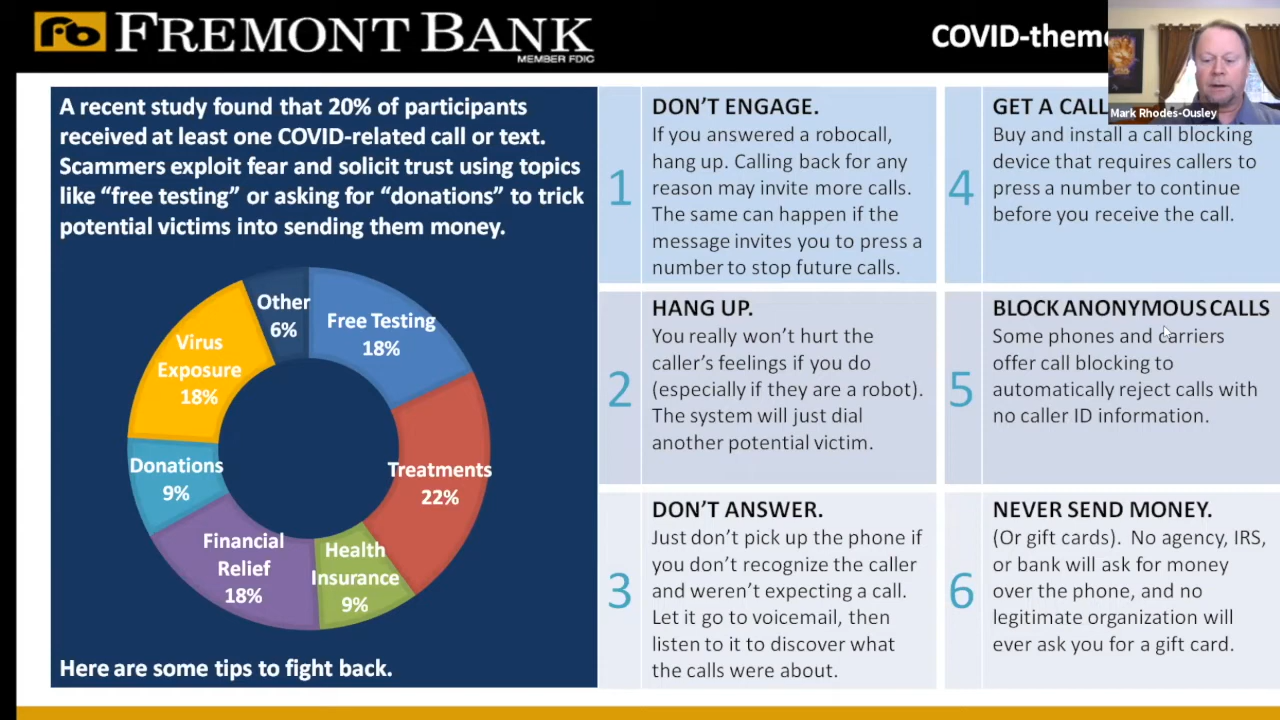 fb FREMONT BANK
MEMBER FDIC
COVID-them
Mark Rhodes-Ousley
A recent study found that 20% of participants
received at least one COVID-related call or text.
Scammers exploit fear and solicit trust using topics
like “free testing” or asking for “donations” to trick
potential victims into sending them money.
Other
6%
Free Testing
18%
Virus
Exposure
18%
Treatments
22%
Donations
9%
Financial
Relief
18%
Health
Insurance
9%
Here are some tips to fight back.
1
DON’T ENGAGE.
If you answered a robocall,
hang up. Calling back for any
reason may invite more calls.
The same can happen if the
message invites you to press a
number to stop future calls.
2
HANG UP.
You really won’t hurt the
caller’s feelings if you do
(especially if they are a robot).
The system will just dial
another potential victim.
3
DON’T ANSWER.
Just don’t pick up the phone if
you don’t recognize the caller
and weren’t expecting a call.
Let it go to voicemail, then
listen to it to discover what
the calls were about.
4
GET A CALL
Buy and install a call blocking
device that requires callers to
press a number to continue
before you receive the call.
5
BLOCK ANONYMOUS CALLS
Some phones and carriers
offer call blocking to
automatically reject calls with
no caller ID information.
6
NEVER SEND MONEY.
(Or gift cards). No agency, IRS,
or bank will ask for money
over the phone, and no
legitimate organization will
ever ask you for a gift card.